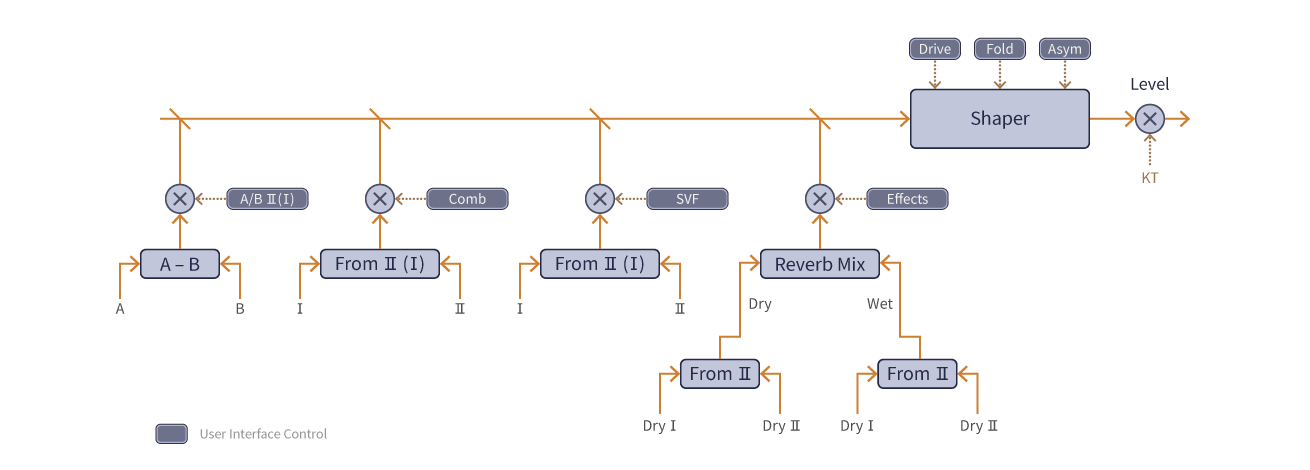 Drive Fold Asym
Level
Shaper
KT
A/B Ⅱ(Ⅰ) Comb SVF Effects
A – B From Ⅱ (Ⅰ) From Ⅱ (Ⅰ) Reverb Mix
A B Ⅰ Ⅱ Ⅰ Ⅱ Dry Wet
From Ⅱ From Ⅱ
Dry Ⅰ Dry Ⅱ Dry Ⅰ Dry Ⅱ
User Interface Control